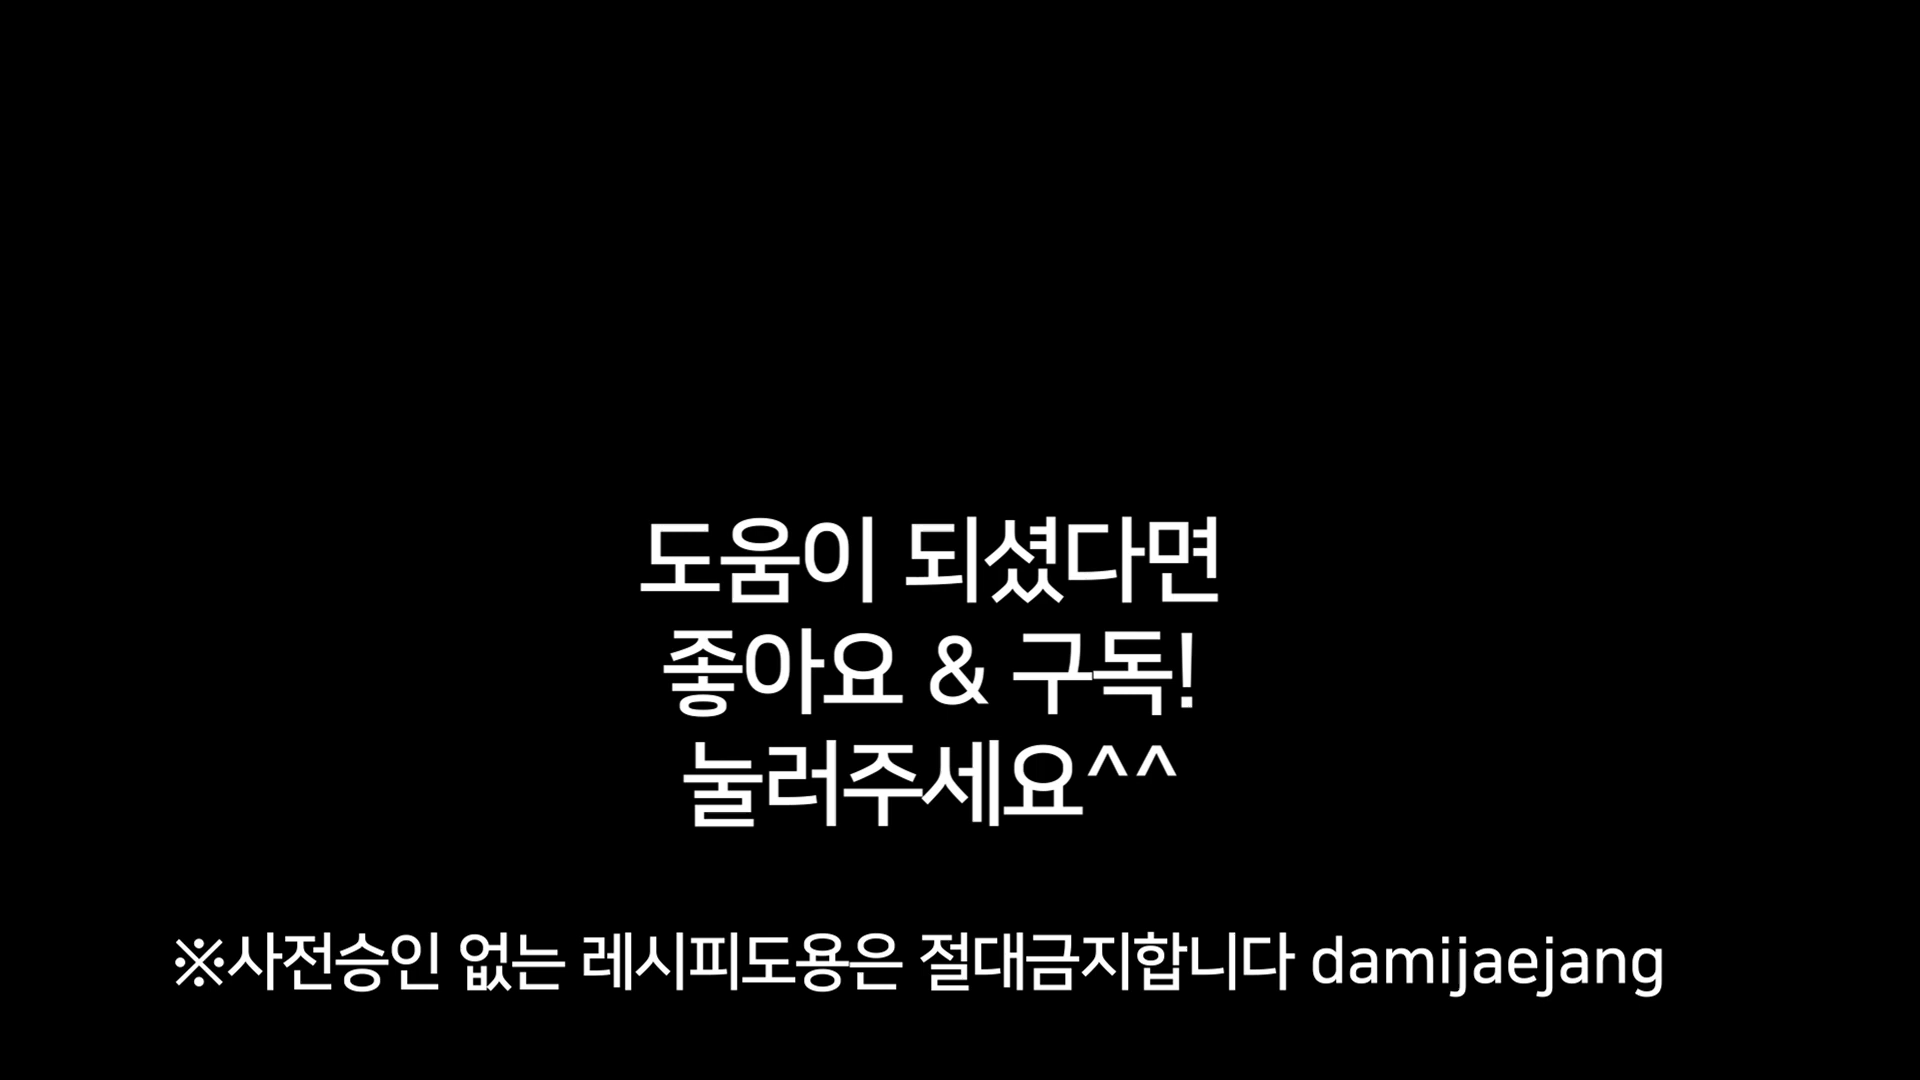 도움이 되셨다면
좋아요 & 구독!
눌러주세요^^
※사전승인 없는 레시피도용은 절대금지합니다 damijaejang